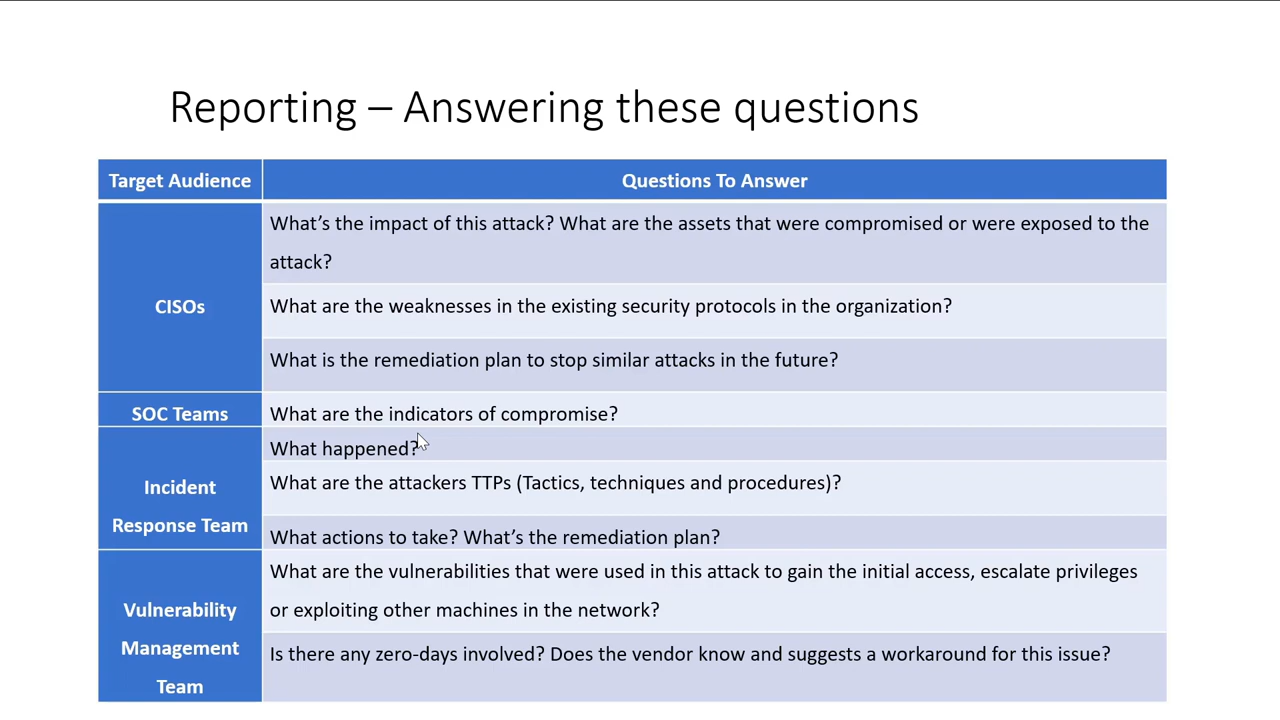 Reporting – Answering these questions
Target Audience
Questions To Answer
CISOs
What’s the impact of this attack? What are the assets that were compromised or were exposed to the
attack?
What are the weaknesses in the existing security protocols in the organization?
What is the remediation plan to stop similar attacks in the future?
SOC Teams
What are the indicators of compromise?
Incident
Response Team
What happened?
What are the attackers TTPs (Tactics, techniques and procedures)?
What actions to take? What’s the remediation plan?
Vulnerability
Management
Team
What are the vulnerabilities that were used in this attack to gain the initial access, escalate privileges
or exploiting other machines in the network?
Is there any zero-days involved? Does the vendor know and suggests a workaround for this issue?